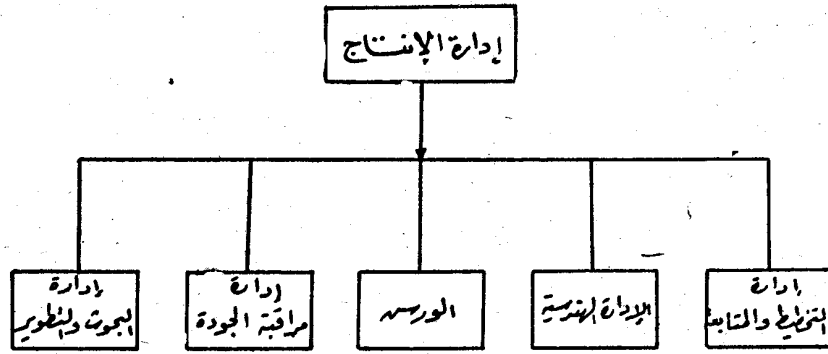 إدارة الإنتاج
إدارة
التخطيط والمتابعة
الإدارة الهندسية
الورش
إدارة
مراقبة الجودة
إدارة
البحوث والتطوير